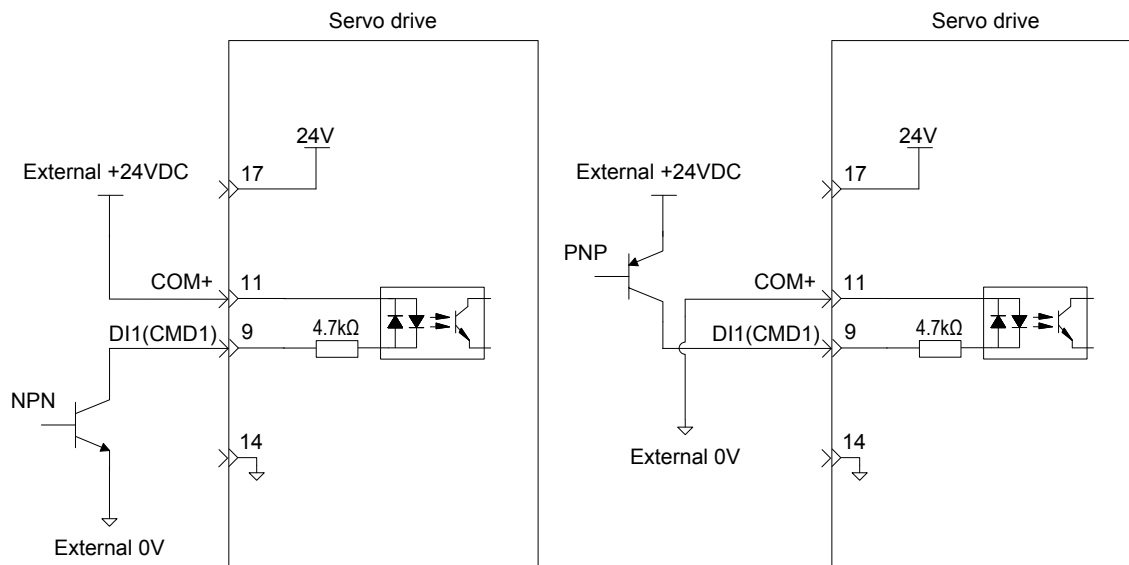 Servo drive
24V
External +24VDC
17
COM+
11
DI1(CMD1)
9
4.7kΩ
NPN
14
External 0V
Servo drive
24V
External +24VDC
17
PNP
COM+
11
DI1(CMD1)
9
4.7kΩ
14
External 0V